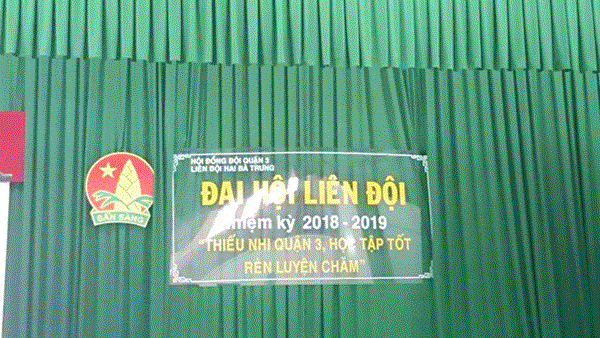 HỘI ĐỒNG ĐỘI QUẬN 3
LIÊN ĐỘI HAI BÀ TRƯNG
ĐẠI HỘI LIÊN ĐỘI
Nhiệm kỳ 2018 - 2019
"THIẾU NHI QUẬN 3, HỌC TẬP TỐT
RÈN LUYỆN CHĂM"
SẴN SÀNG